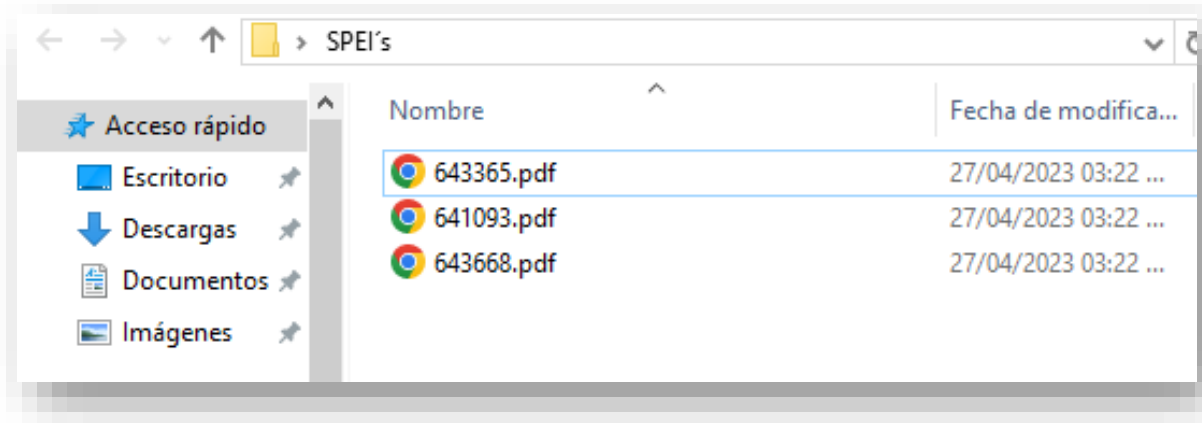 SPEI´s
Nombre
Fecha de modifica...
Acceso rápido
643365.pdf
27/04/2023 03:22 ...
Escritorio
641093.pdf
27/04/2023 03:22 ...
Descargas
643668.pdf
27/04/2023 03:22 ...
Documentos
Imágenes